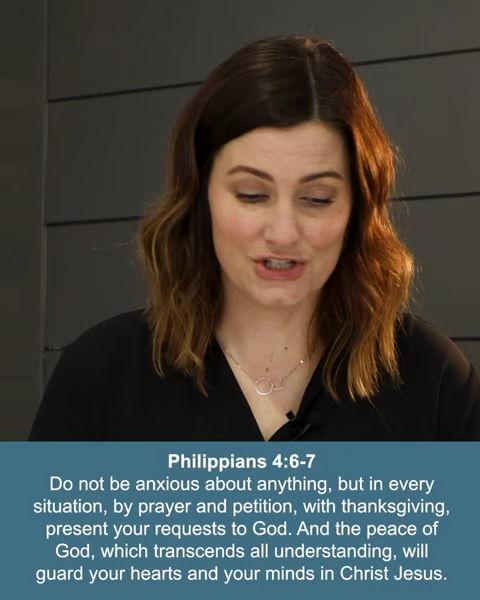 Philippians 4:6-7
Do not be anxious about anything, but in every
situation, by prayer and petition, with thanksgiving,
present your requests to God. And the peace of
God, which transcends all understanding, will
guard your hearts and your minds in Christ Jesus.